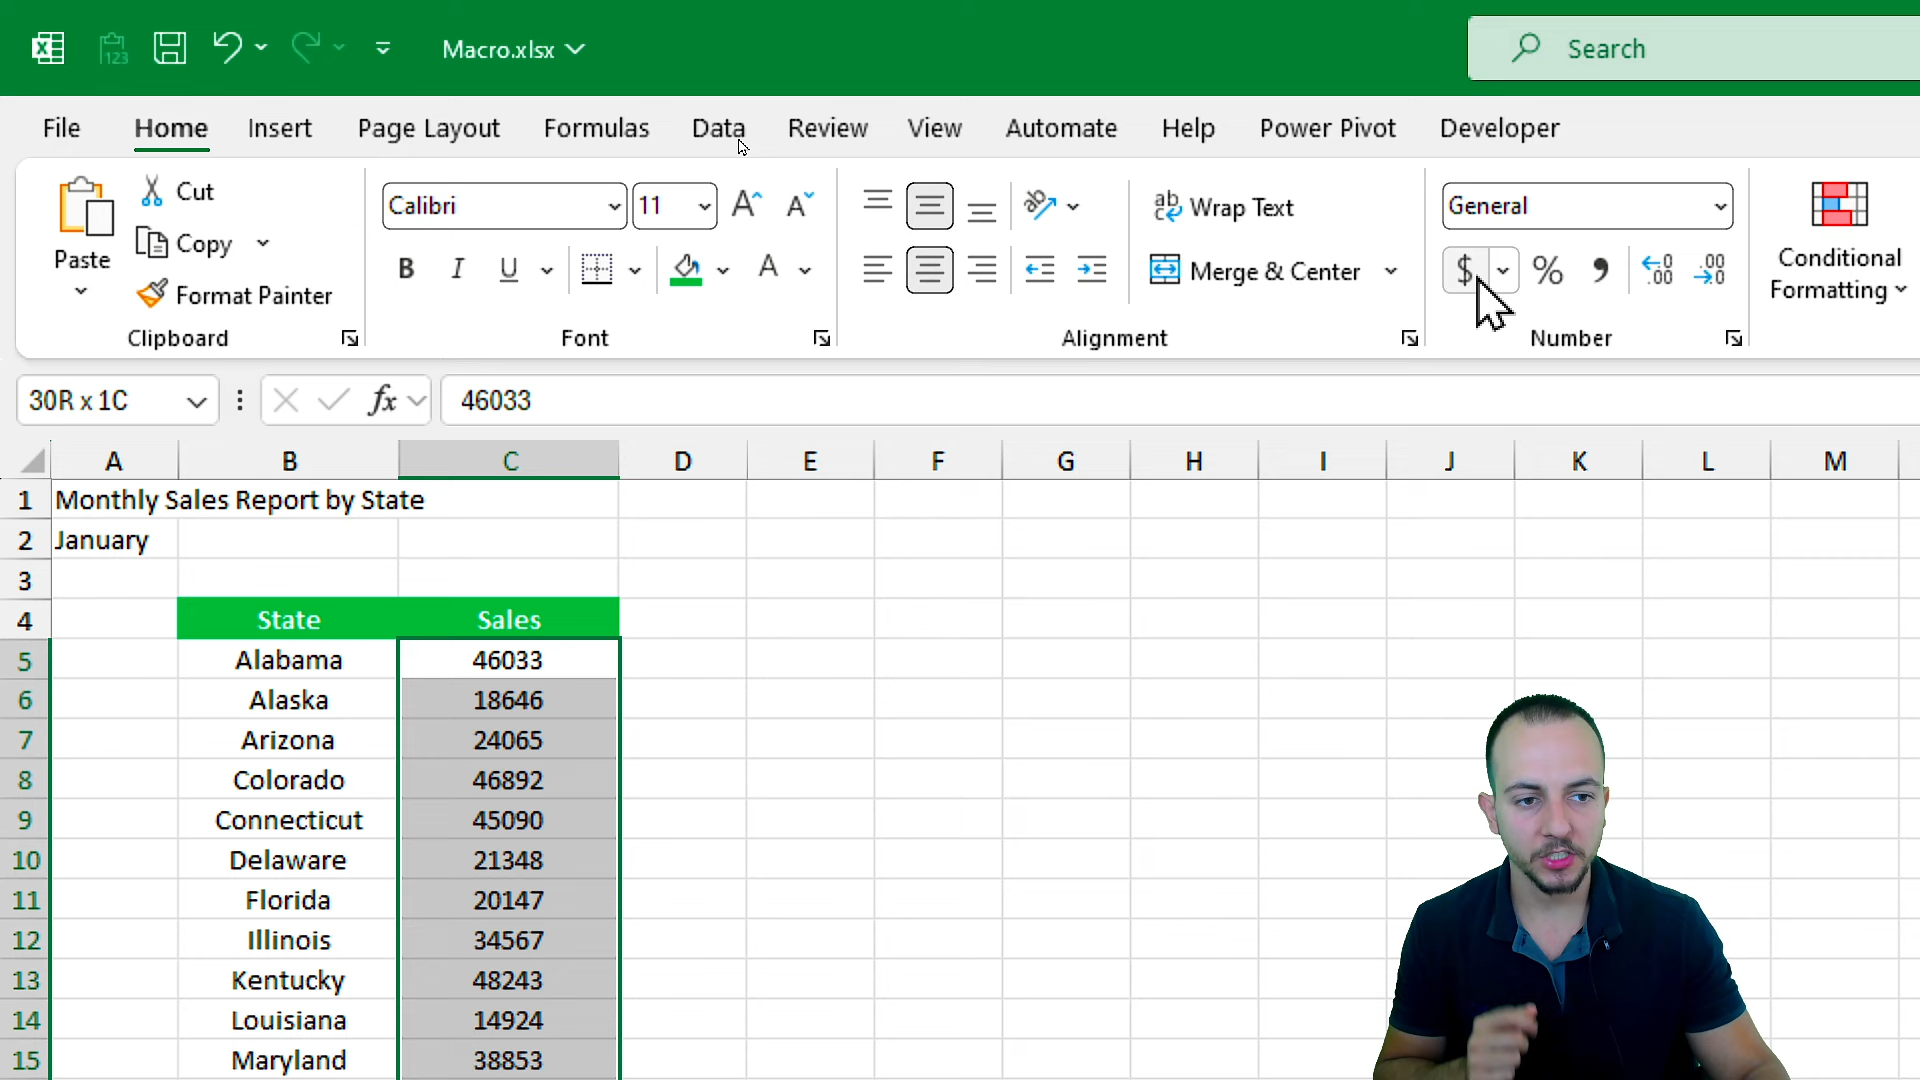 Macro.xlsx
Search
File Home Insert Page Layout Formulas Data Review View Automate Help Power Pivot Developer
Paste
Cut
Copy
Format Painter
Clipboard
Calibri 11
B I U
Font
Wrap Text
Merge & Center
Alignment
General
$ % 9
Number
Conditional
Formatting
30R x 1C fx 46033
A B C D E F G H I J K L M
1 Monthly Sales Report by State
2 January
3
4 State Sales
5 Alabama 46033
6 Alaska 18646
7 Arizona 24065
8 Colorado 46892
9 Connecticut 45090
10 Delaware 21348
11 Florida 20147
12 Illinois 34567
13 Kentucky 48243
14 Louisiana 14924
15 Maryland 38853